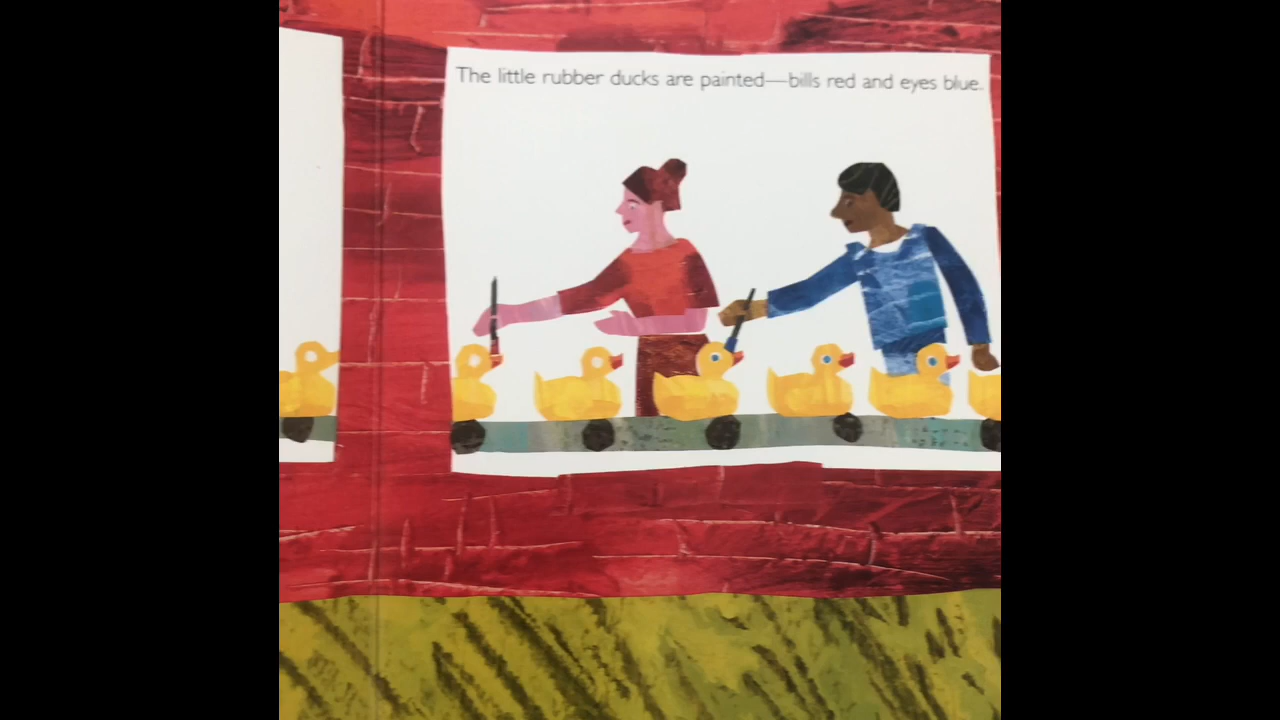 The little rubber ducks are painted—bills red and eyes blue.